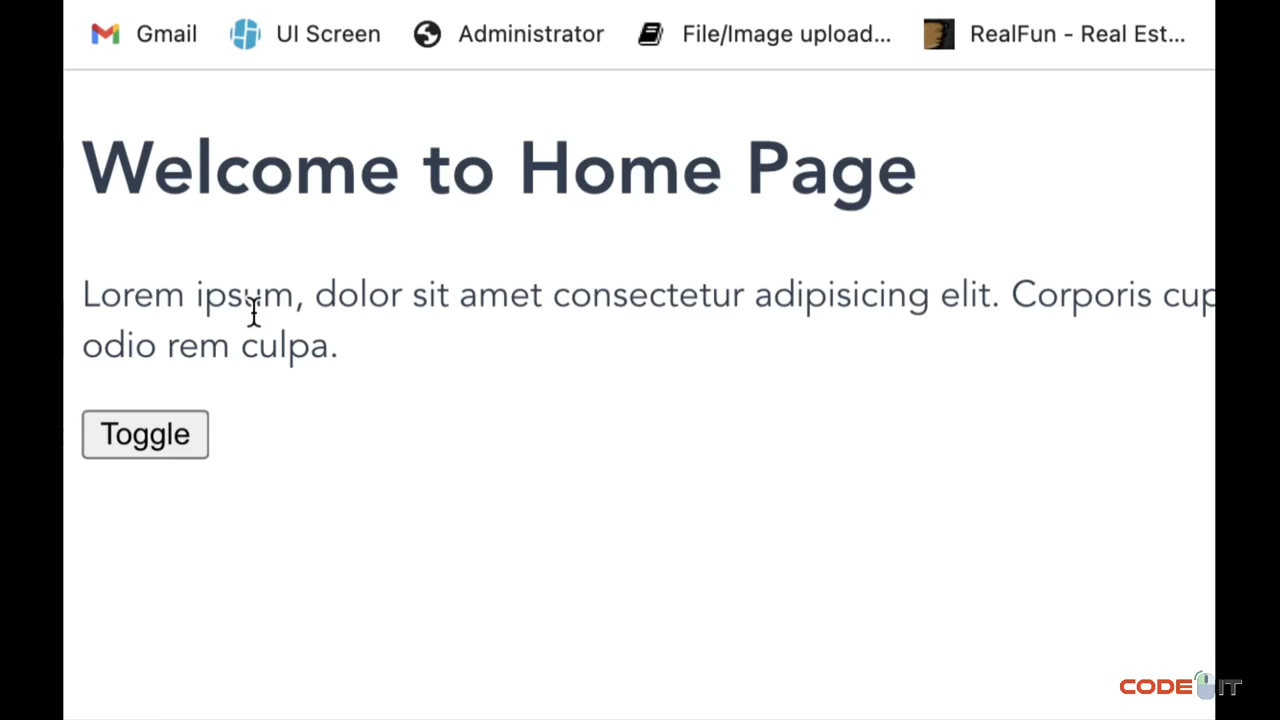 Gmail UI Screen Administrator File/Image upload... RealFun - Real Est...
Welcome to Home Page
Lorem ipsum, dolor sit amet consectetur adipisicing elit. Corporis cup
odio rem culpa.
Toggle
CODE IT